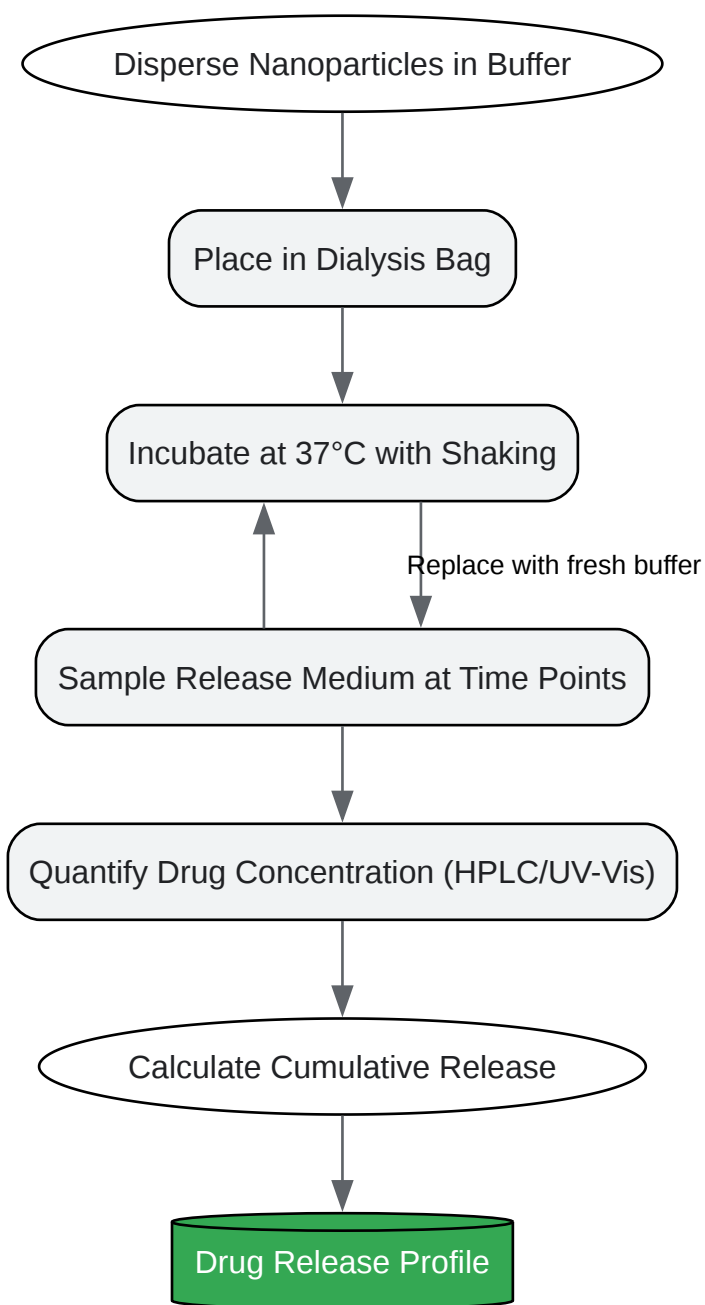 Disperse Nanoparticles in Buffer
Place in Dialysis Bag
Incubate at 37°C with Shaking
Replace with fresh buffer
Sample Release Medium at Time Points
Quantify Drug Concentration (HPLC/UV-Vis)
Calculate Cumulative Release
Drug Release Profile